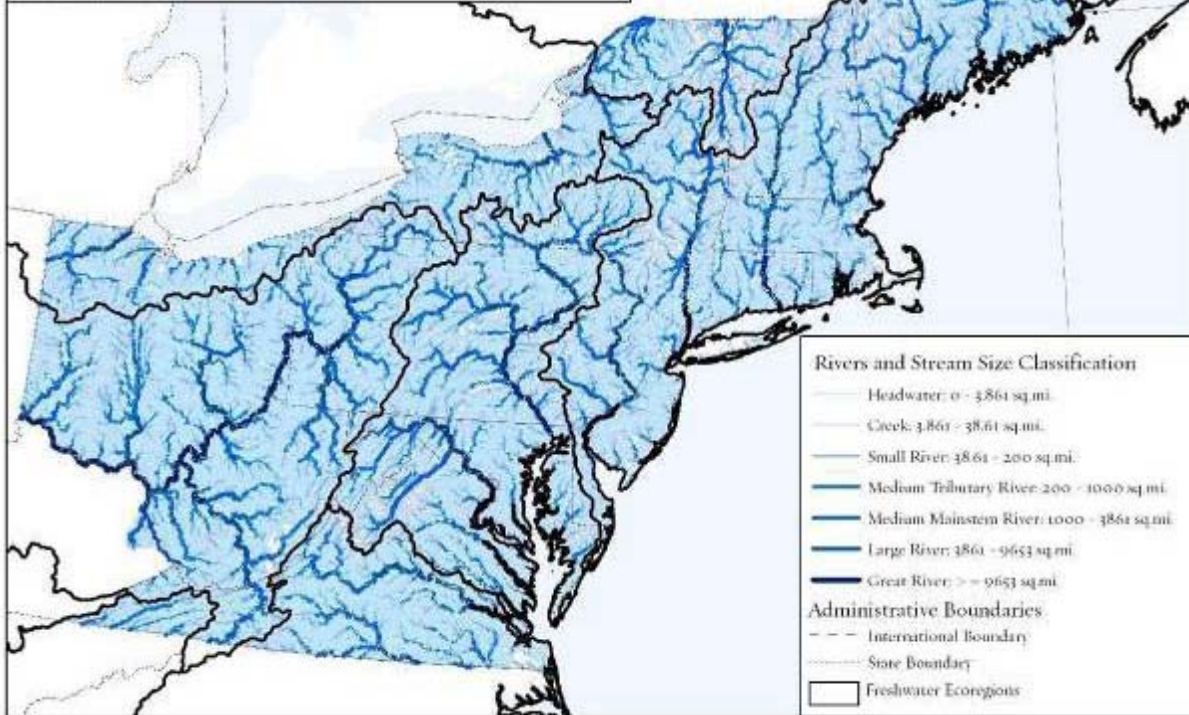 Rivers and Stream Size Classification
Headwater: 0 - 3.861 sq.mi.
Creek: 3.861 - 38.61 sq.mi.
Small River: 38.61 - 200 sq.mi.
Medium Tributary River: 200 - 1000 sq.mi.
Medium Mainstem River: 1000 - 3861 sq.mi.
Large River: 3861 - 9653 sq.mi.
Great River: > = 9653 sq.mi.
Administrative Boundaries
International Boundary
State Boundary
Freshwater Ecoregions